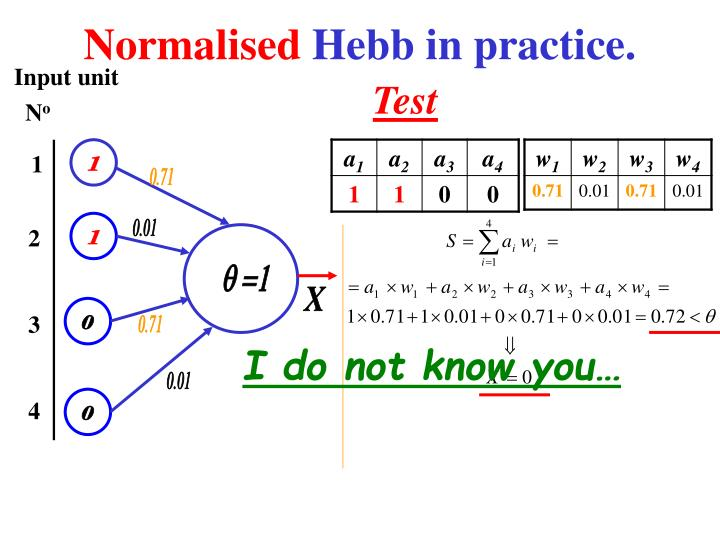 Normalised Hebb in practice.
Input unit
Nº
Test
1
1
0.71
2
1
0.01
3
0
0.71
4
0
0.01
θ=1
X
a1 a2 a3 a4
1 1 0 0
w1 w2 w3 w4
0.71 0.01 0.71 0.01
S = ∑ i=1 4 ai wi =
= a1 × w1 + a2 × w2 + a3 × w3 + a4 × w4 =
1×0.71+1×0.01+0×0.71+0×0.01=0.72<θ
⇓
X = 0
I do not know you…